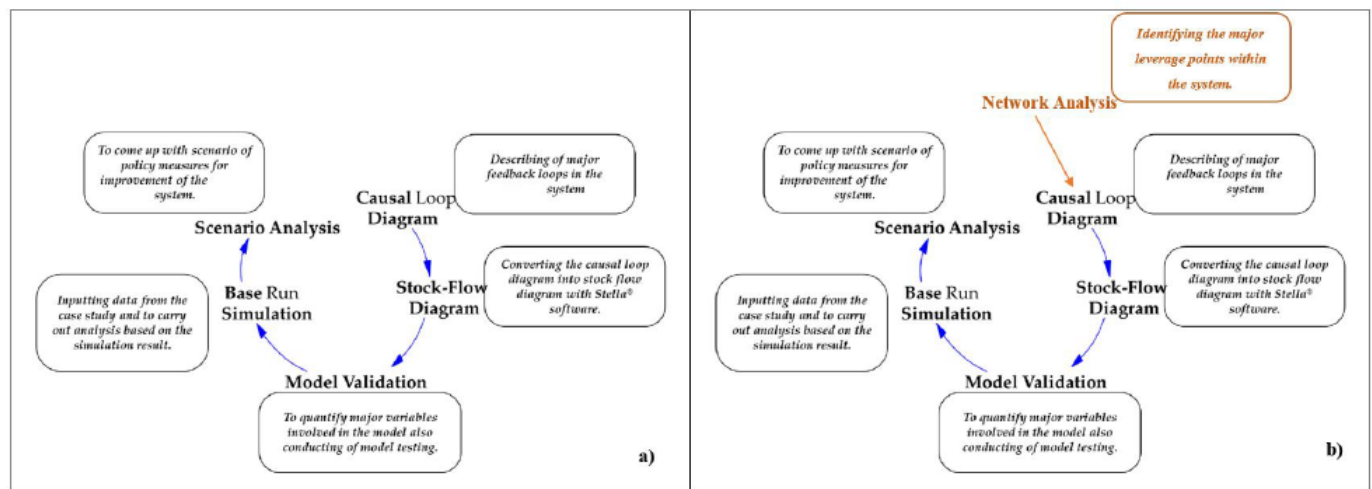 To come up with scenario of
policy measures for
improvement of the
system.
Describing of major
feedback loops in the
system
Causal Loop
Diagram
Scenario Analysis
Converting the causal loop
diagram into stock flow
diagram with Stella®
software.
Stock-Flow
Diagram
Inputting data from the
case study and to carry
out analysis based on the
simulation result.
Base Run
Simulation
Model Validation
To quantify major variables
involved in the model also
conducting of model testing.
a)
Identifying the major
leverage points within
the system.
Network Analysis
To come up with scenario of
policy measures for
improvement of the
system.
Describing of major
feedback loops in the
system
Causal Loop
Diagram
Scenario Analysis
Converting the causal loop
diagram into stock flow
diagram with Stella®
software.
Stock-Flow
Diagram
Inputting data from the
case study and to carry
out analysis based on the
simulation result.
Base Run
Simulation
Model Validation
To quantify major variables
involved in the model also
conducting of model testing.
b)